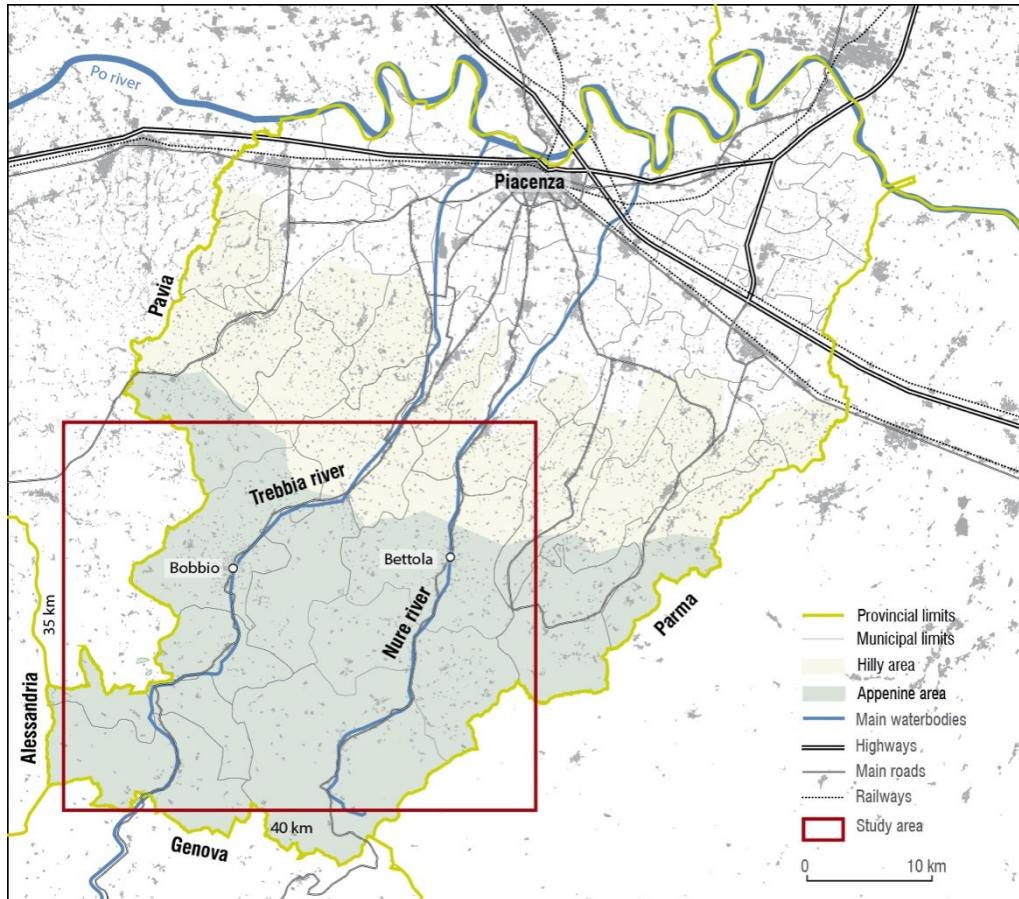 Po river
Piacenza
Pavia
Trebbia river
Bobbio
Bettola
Nure river
35 km
Parma
Alessandria
40 km
Genova
Provincial limits
Municipal limits
Hilly area
Appenine area
Main waterbodies
Highways
Main roads
Railways
Study area
0 10 km